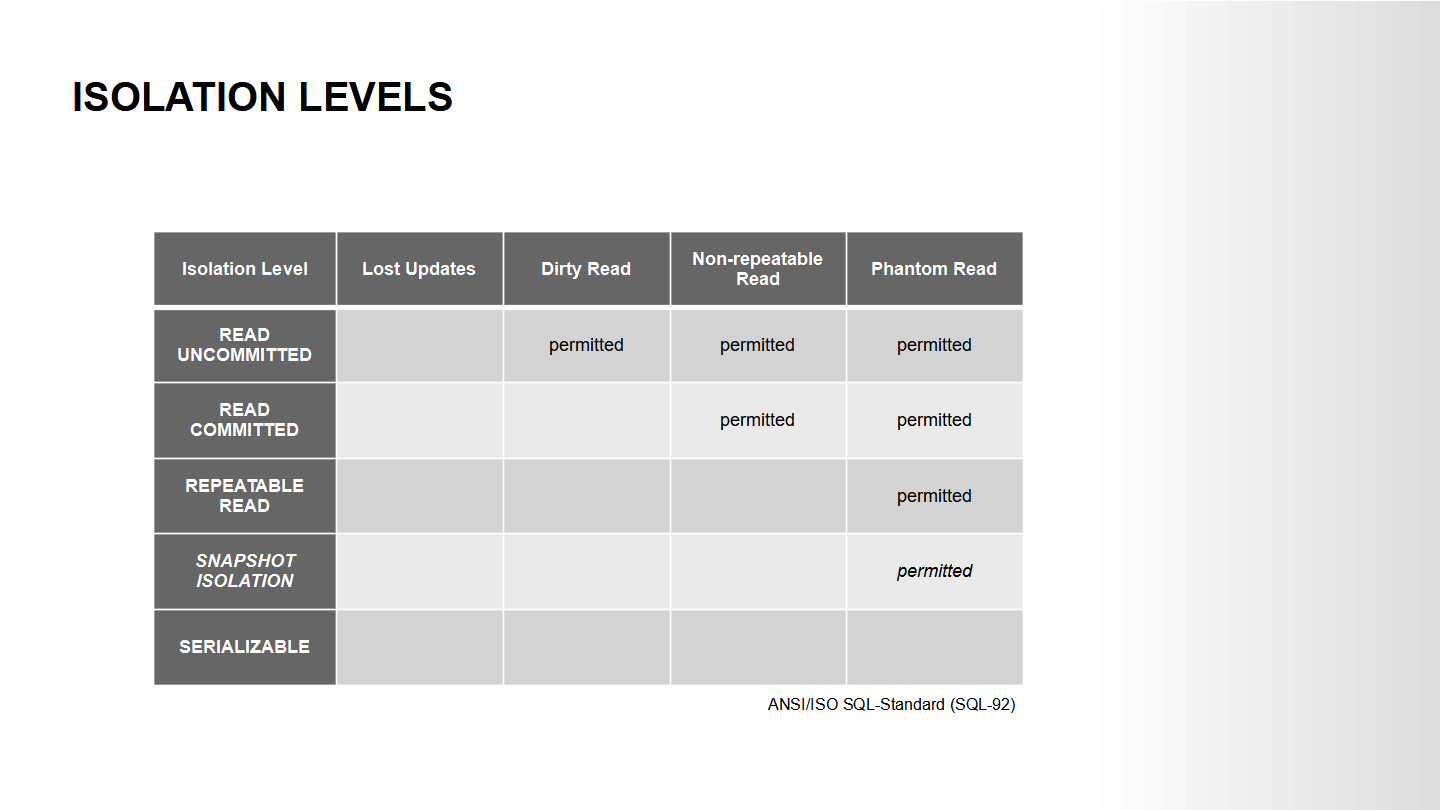 ISOLATION LEVELS
Isolation Level
Lost Updates
Dirty Read
Non-repeatable
Read
Phantom Read
READ
UNCOMMITTED
permitted
permitted
permitted
READ
COMMITTED
permitted
permitted
REPEATABLE
READ
permitted
SNAPSHOT
ISOLATION
permitted
SERIALIZABLE
ANSI/ISO SQL-Standard (SQL-92)